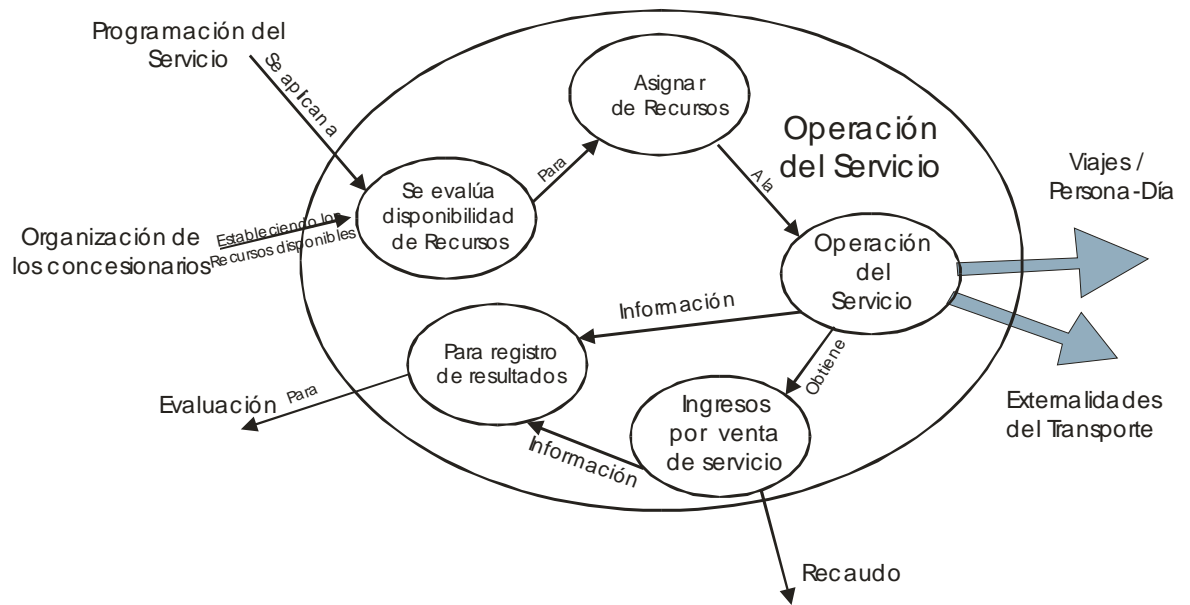 Programación del
Servicio
Se aplican a
Asignar
de Recursos
Operación
del Servicio
Viajes /
Persona-Día
Para
A la
Se evalúa
disponibilidad
de Recursos
Estableciendo los
Recursos disponibles
Organización de
los concesionarios
Operación
del
Servicio
Información
Obtiene
Para registro
de resultados
Evaluación
Para
Ingresos
por venta
de servicio
Información
Externalidades
del Transporte
Recaudo